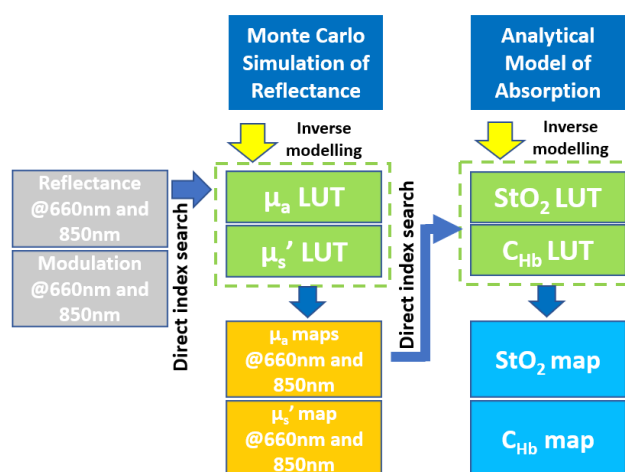 Monte Carlo
Simulation of
Reflectance
Analytical
Model of
Absorption
Inverse
modelling
Inverse
modelling
Reflectance
@660nm and
850nm
Modulation
@660nm and
850nm
Direct index search
μa LUT
μs’ LUT
Direct index search
StO2 LUT
CHb LUT
μa maps
@660nm and
850nm
μs’ map
@660nm and
850nm
StO2 map
CHb map